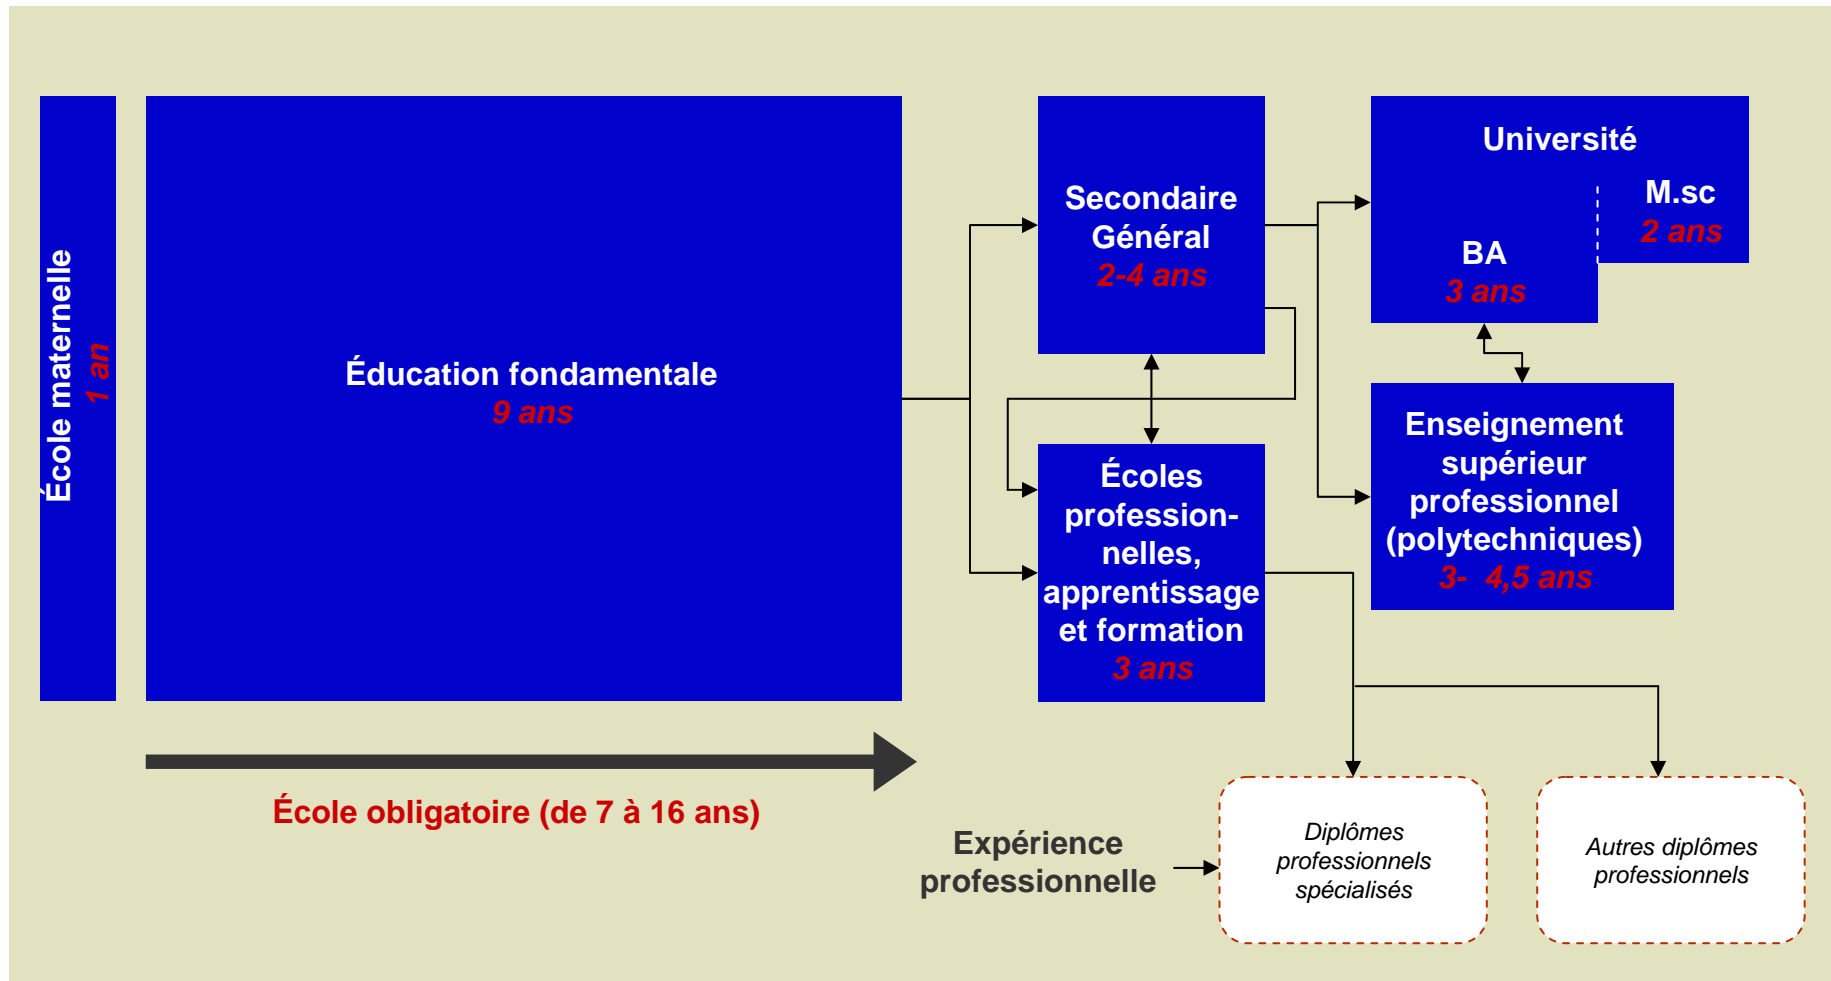 École maternelle
1 an
Éducation fondamentale
9 ans
Secondaire
Général
2-4 ans
Écoles
profession-
nelles,
apprentissage
et formation
3 ans
Université
M.sc
2 ans
BA
3 ans
Enseignement
supérieur
professionnel
(polytechniques)
3- 4,5 ans
École obligatoire (de 7 à 16 ans)
Expérience
professionnelle
Diplômes
professionnels
spécialisés
Autres diplômes
professionnels